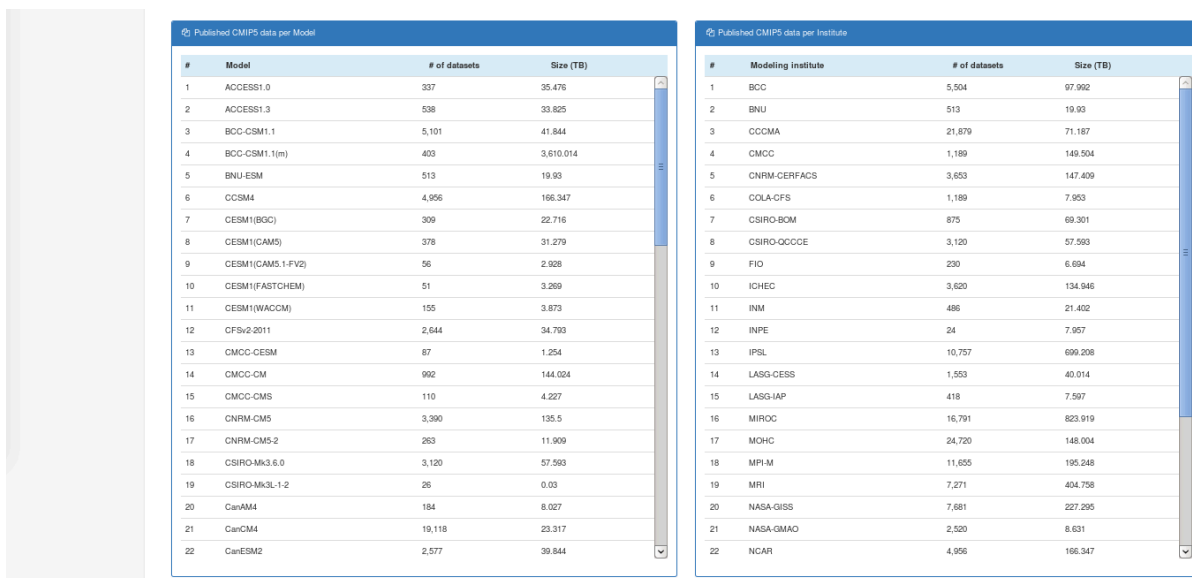 Published CMIP5 data per Model
# Model # of datasets Size (TB)
1 ACCESS1.0 337 35.476
2 ACCESS1.3 538 33.825
3 BCC-CSM1.1 5,101 41.844
4 BCC-CSM1.1(m) 403 3,610.014
5 BNU-ESM 513 19.93
6 CCSM4 4,956 166.347
7 CESM1(BGC) 309 22.716
8 CESM1(CAM5) 378 31.279
9 CESM1(CAM5.1-FV2) 56 2.928
10 CESM1(FASTCHEM) 51 3.269
11 CESM1(WACCM) 155 3.873
12 CFSv2-2011 2,644 34.793
13 CMCC-CESM 87 1.254
14 CMCC-CM 992 144.024
15 CMCC-CMS 110 4.227
16 CNRM-CM5 3,390 135.5
17 CNRM-CM5-2 263 11.909
18 CSIRO-Mk3.6.0 3,120 57.593
19 CSIRO-Mk3L-1-2 26 0.03
20 CanAM4 184 8.027
21 CanCM4 19,118 23.317
22 CanESM2 2,577 39.844
Published CMIP5 data per Institute
# Modeling institute # of datasets Size (TB)
1 BCC 5,504 97.992
2 BNU 513 19.93
3 CCCMA 21,879 71.187
4 CMCC 1,189 149.504
5 CNRM-CERFACS 3,653 147.409
6 COLA-CFS 1,189 7.953
7 CSIRO-BOM 875 69.301
8 CSIRO-QCCCE 3,120 57.593
9 FIO 230 6.694
10 ICHEC 3,620 134.946
11 INM 486 21.402
12 INPE 24 7.957
13 IPSL 10,757 699.208
14 LASG-CESS 1,553 40.014
15 LASG-IAP 418 7.597
16 MIROC 16,791 823.919
17 MOHC 24,720 148.004
18 MPI-M 11,655 195.248
19 MRI 7,271 404.758
20 NASA-GISS 7,681 227.295
21 NASA-GMAO 2,520 8.631
22 NCAR 4,956 166.347